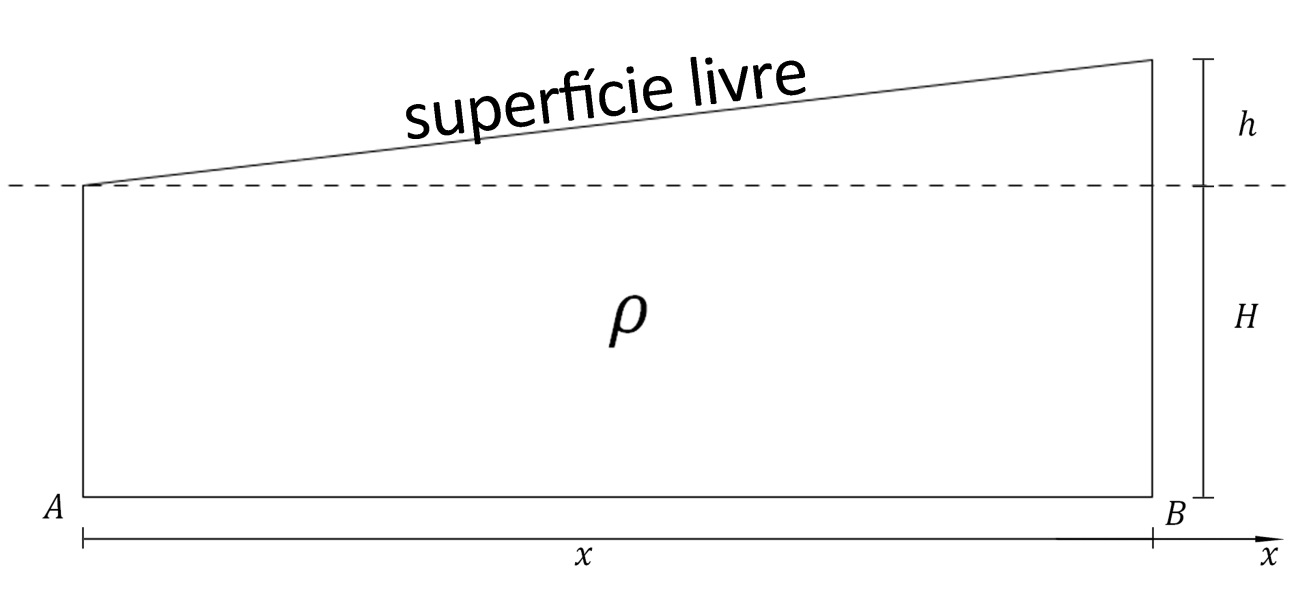 superfície livre
h
ρ
H
A
B
x
x